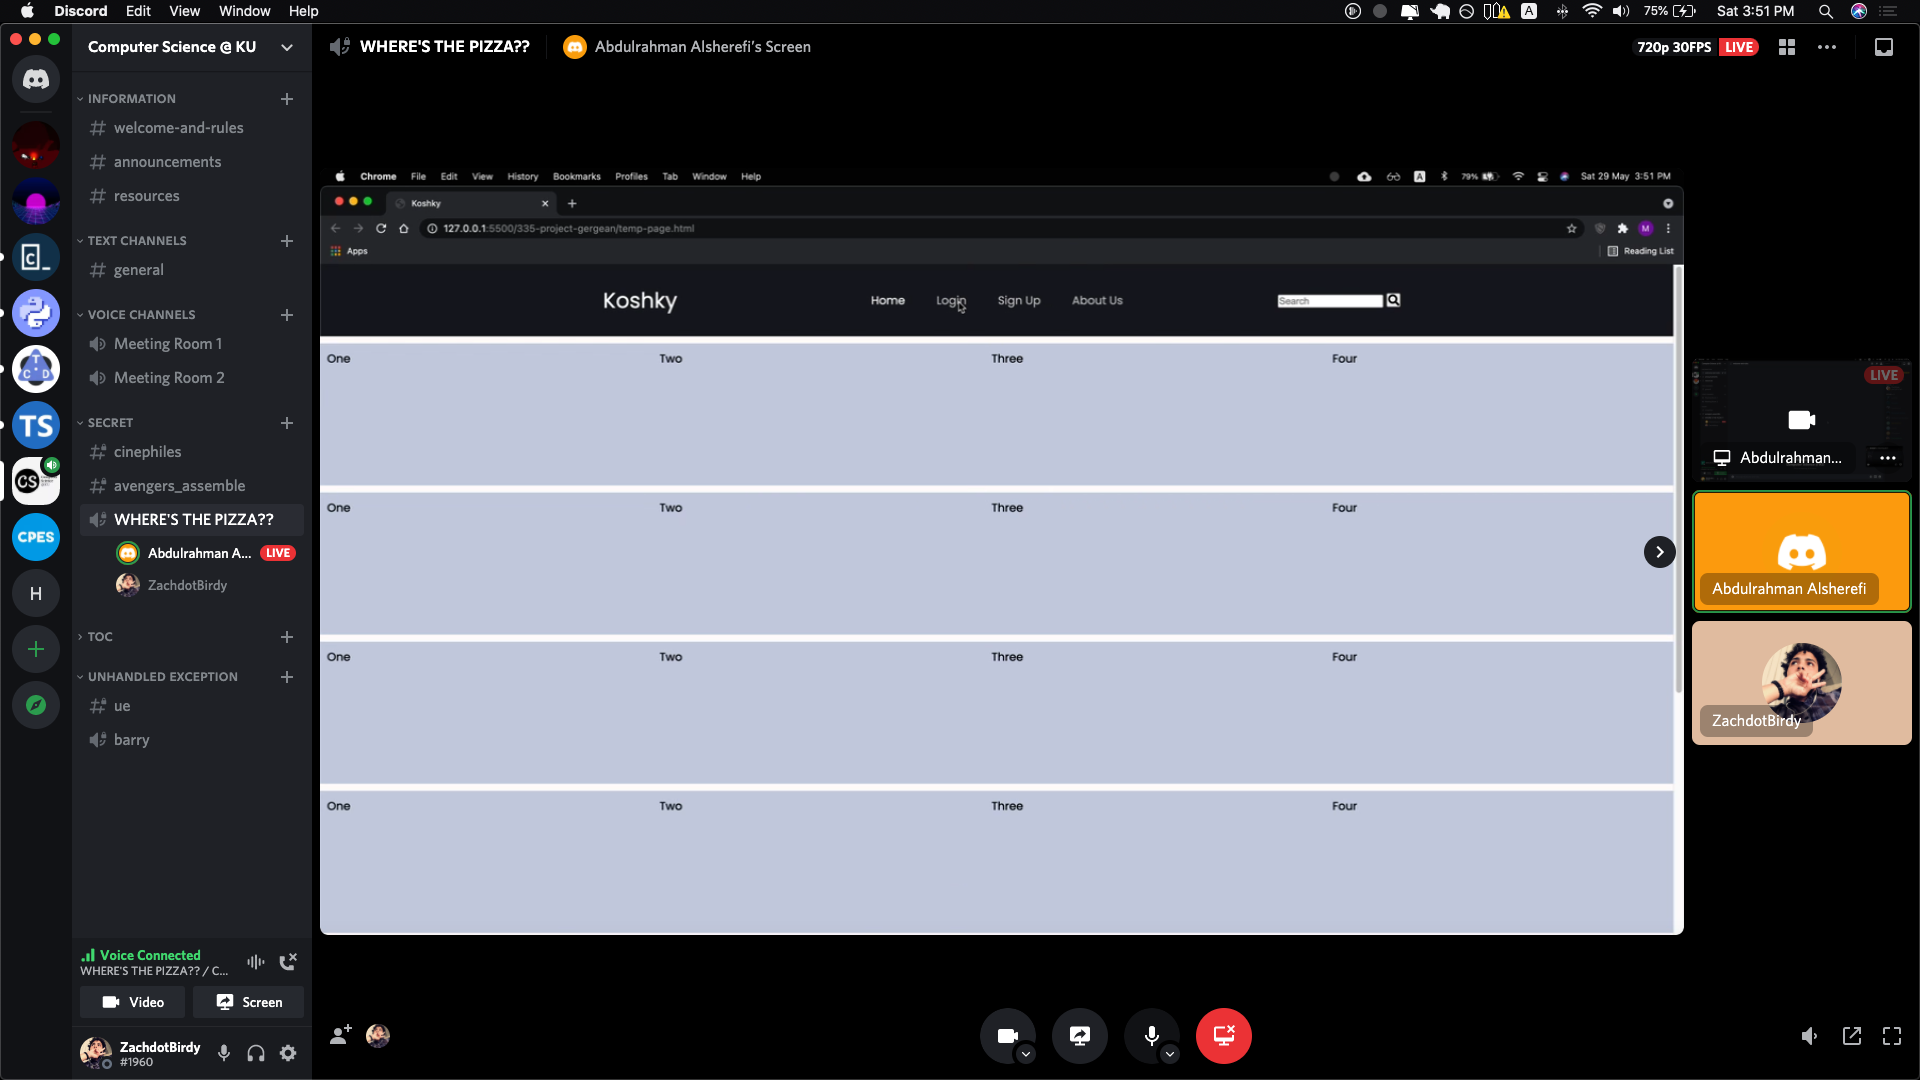 Discord Edit View Window Help
A 75% Sat 3:51 PM
Computer Science @ KU
WHERE'S THE PIZZA??
Abdulrahman Alsherefi's Screen
720p 30FPS LIVE
INFORMATION
welcome-and-rules
announcements
resources
TEXT CHANNELS
general
VOICE CHANNELS
Meeting Room 1
Meeting Room 2
SECRET
cinephiles
avengers_assemble
WHERE'S THE PIZZA??
Abdulrahman A... LIVE
ZachdotBirdy
TOC
UNHANDLED EXCEPTION
ue
barry
C_
T
C D
TS
CS
CPES
H
Voice Connected
WHERE'S THE PIZZA?? / C...
Video
Screen
ZachdotBirdy
#1960
Chrome File Edit View History Bookmarks Profiles Tab Window Help
A 79% Sat 29 May 3:51 PM
Koshky
127.0.0.1:5500/335-project-gergean/temp-page.html
M
Apps
Reading List
Koshky
Home Login Sign Up About Us
Search
One Two Three Four
One Two Three Four
One Two Three Four
One Two Three Four
LIVE
Abdulrahman...
Abdulrahman Alsherefi
ZachdotBirdy